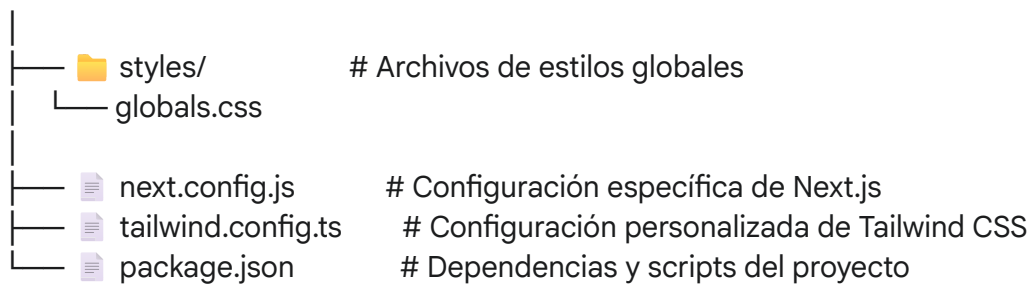 styles/ # Archivos de estilos globales
globals.css
next.config.js # Configuración específica de Next.js
tailwind.config.ts # Configuración personalizada de Tailwind CSS
package.json # Dependencias y scripts del proyecto